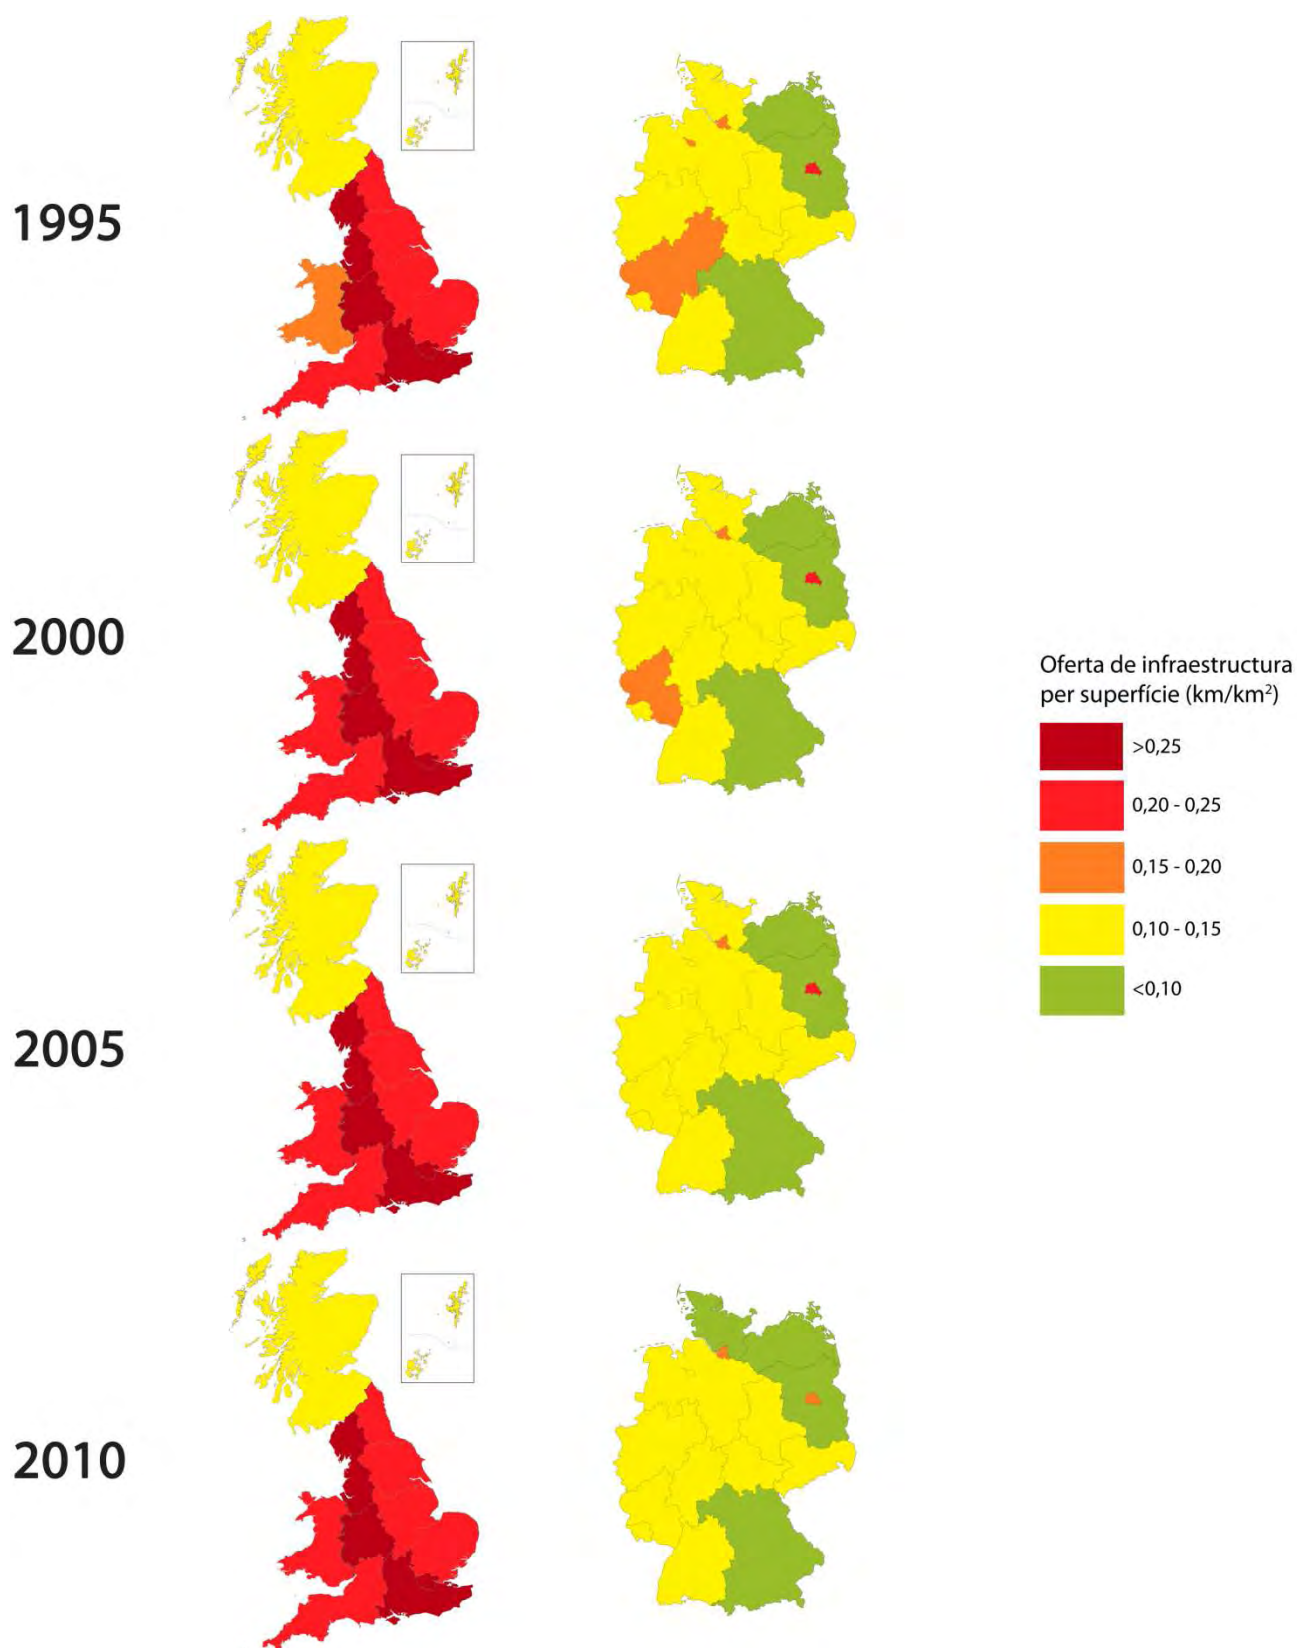 1995
2000
2005
2010
Oferta de infraestructura
per superfície (km/km²)
>0,25
0,20 - 0,25
0,15 - 0,20
0,10 - 0,15
<0,10